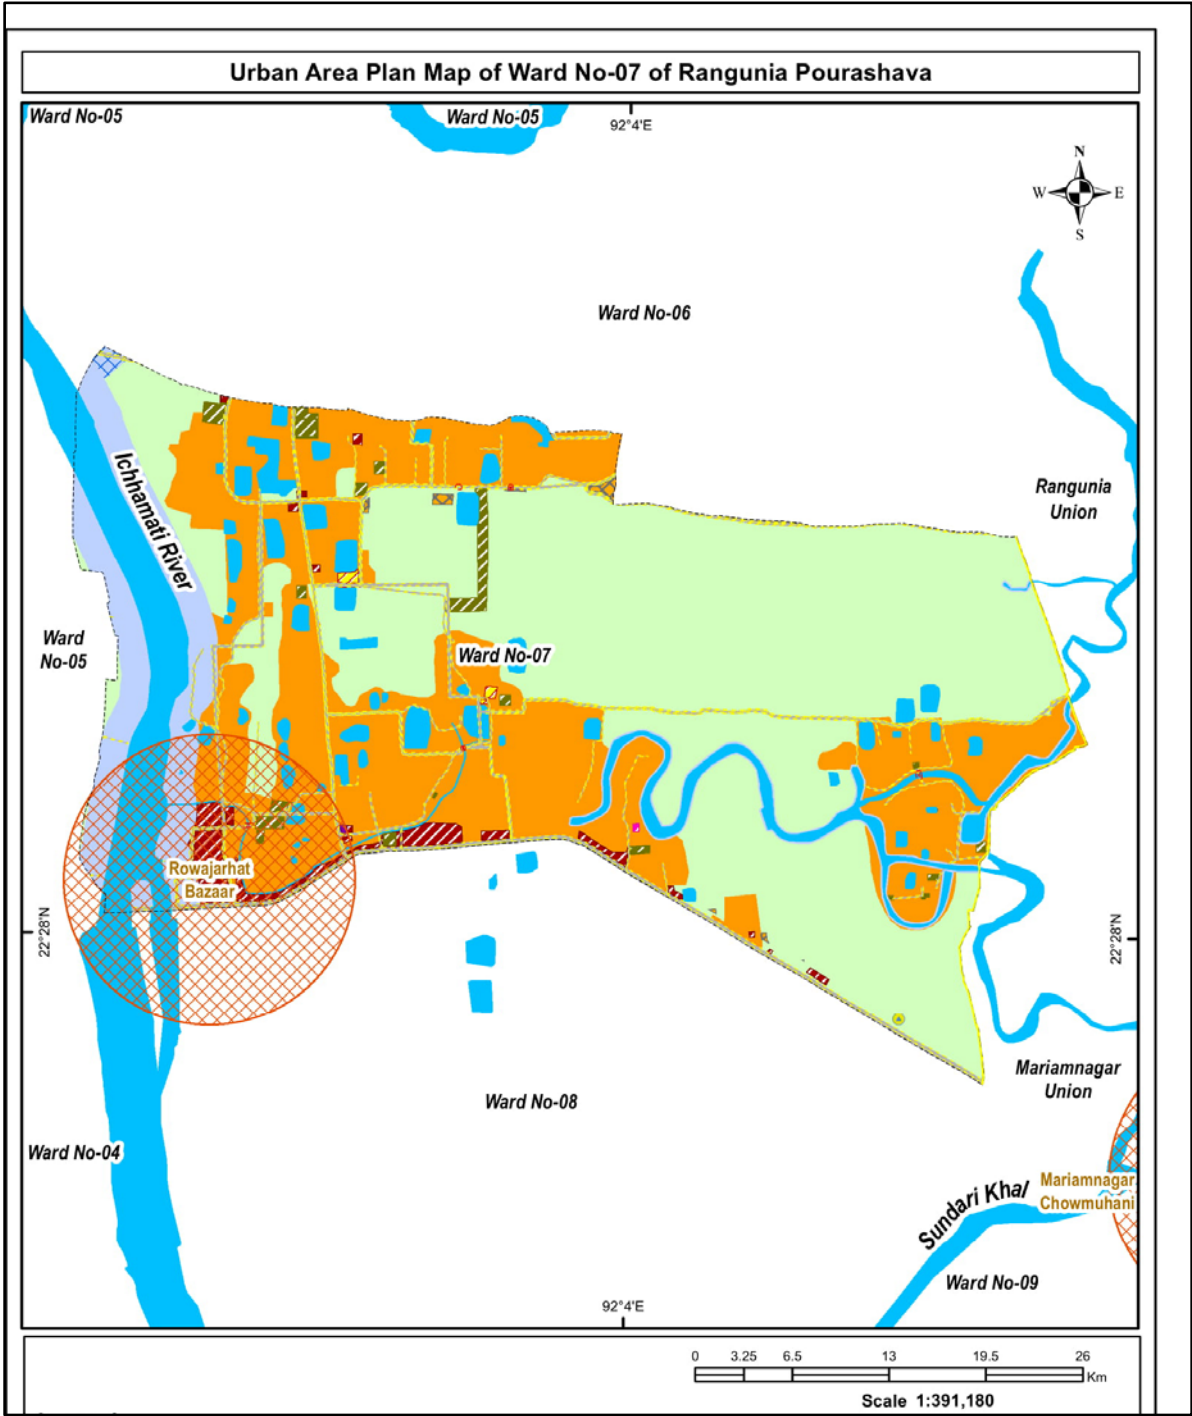 Urban Area Plan Map of Ward No-07 of Rangunia Pourashava
Ward No-05
Ward No-05
92°4'E
N
W
E
S
Ward No-06
Ichhamati River
Rangunia
Union
Ward
No-05
Ward No-07
Rowajarhat
Bazaar
22°28'N
22°28'N
Mariamnagar
Union
Ward No-08
Ward No-04
Mariamnagar
Chowmuhani
Sundari Khal
Ward No-09
92°4'E
0 3.25 6.5 13 19.5 26
Km
Scale 1:391,180